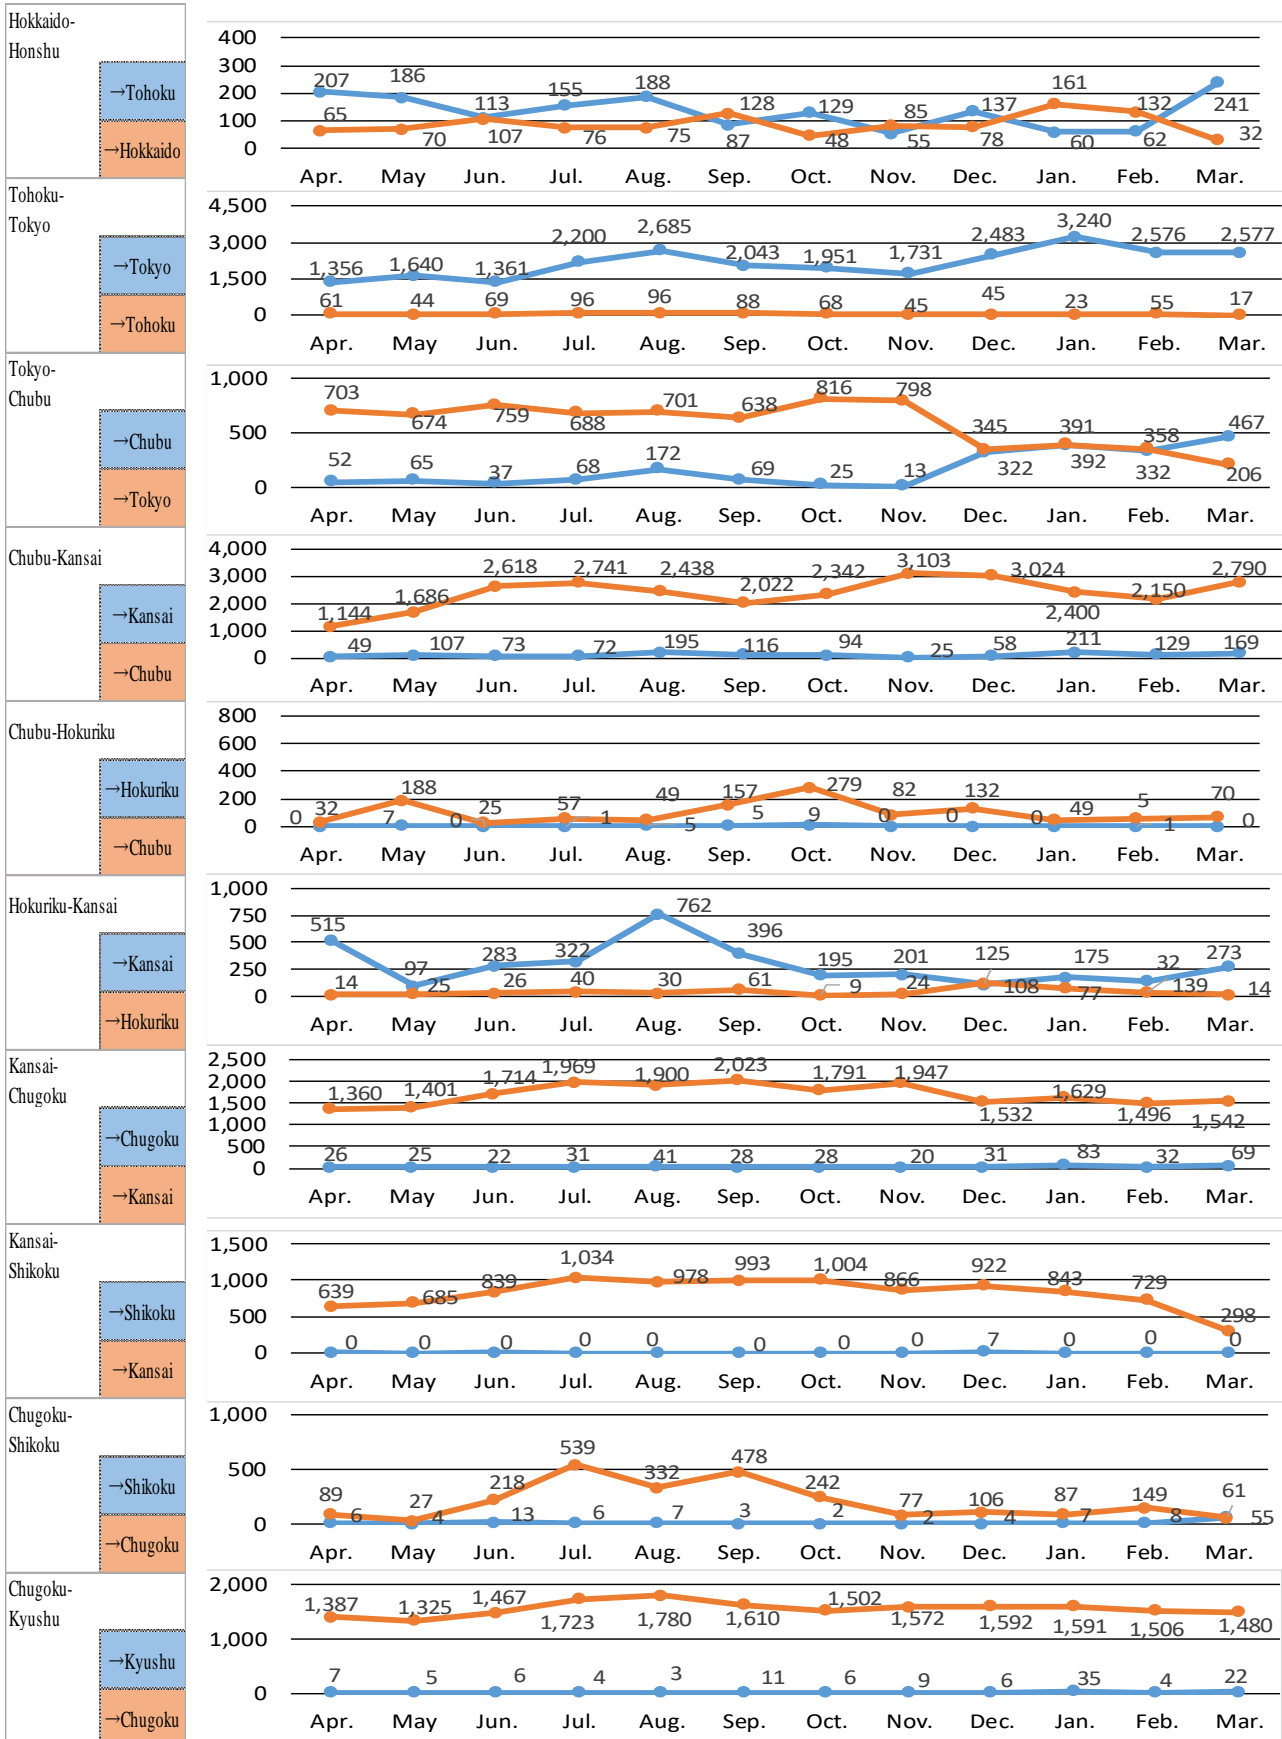 Hokkaido-
Honshu
→Tohoku
→Hokkaido
400
300
200
100
0
207 186 113 155 188 87 129 55 137 60 62 241
65 70 107 76 75 128 48 85 78 161 132 32
Apr. May Jun. Jul. Aug. Sep. Oct. Nov. Dec. Jan. Feb. Mar.
Tohoku-
Tokyo
→Tokyo
→Tohoku
4,500
3,000
1,500
0
1,356 1,640 1,361 2,200 2,685 2,043 1,951 1,731 2,483 3,240 2,576 2,577
61 44 69 96 96 88 68 45 45 23 55 17
Apr. May Jun. Jul. Aug. Sep. Oct. Nov. Dec. Jan. Feb. Mar.
Tokyo-
Chubu
→Chubu
→Tokyo
1,000
500
0
703 674 759 688 701 638 816 798 345 391 358 206
52 65 37 68 172 69 25 13 322 392 332 467
Apr. May Jun. Jul. Aug. Sep. Oct. Nov. Dec. Jan. Feb. Mar.
Chubu-Kansai
→Kansai
→Chubu
4,000
3,000
2,000
1,000
0
1,144 1,686 2,618 2,741 2,438 2,022 2,342 3,103 3,024 2,400 2,150 2,790
49 107 73 72 195 116 94 25 58 211 129 169
Apr. May Jun. Jul. Aug. Sep. Oct. Nov. Dec. Jan. Feb. Mar.
Chubu-Hokuriku
→Hokuriku
→Chubu
800
600
400
200
0
32 188 25 57 49 157 279 82 132 49 5 70
0 7 0 1 5 5 9 0 0 0 1 0
Apr. May Jun. Jul. Aug. Sep. Oct. Nov. Dec. Jan. Feb. Mar.
Hokuriku-Kansai
→Kansai
→Hokuriku
1,000
750
500
250
0
515 97 283 322 762 396 195 201 108 175 139 273
14 25 26 40 30 61 9 24 125 77 32 14
Apr. May Jun. Jul. Aug. Sep. Oct. Nov. Dec. Jan. Feb. Mar.
Kansai-
Chugoku
→Chugoku
→Kansai
2,500
2,000
1,500
1,000
500
0
1,360 1,401 1,714 1,969 1,900 2,023 1,791 1,947 1,532 1,629 1,496 1,542
26 25 22 31 41 28 28 20 31 83 32 69
Apr. May Jun. Jul. Aug. Sep. Oct. Nov. Dec. Jan. Feb. Mar.
Kansai-
Shikoku
→Shikoku
→Kansai
1,500
1,000
500
0
639 685 839 1,034 978 993 1,004 866 922 843 729 298
0 0 0 0 0 0 0 0 7 0 0 0
Apr. May Jun. Jul. Aug. Sep. Oct. Nov. Dec. Jan. Feb. Mar.
Chugoku-
Shikoku
→Shikoku
→Chugoku
1,000
500
0
89 27 218 539 332 478 242 77 106 87 149 61
6 4 13 6 7 3 2 2 4 7 8 55
Apr. May Jun. Jul. Aug. Sep. Oct. Nov. Dec. Jan. Feb. Mar.
Chugoku-
Kyushu
→Kyushu
→Chugoku
2,000
1,000
0
1,387 1,325 1,467 1,723 1,780 1,610 1,502 1,572 1,592 1,591 1,506 1,480
7 5 6 4 3 11 6 9 6 35 4 22
Apr. May Jun. Jul. Aug. Sep. Oct. Nov. Dec. Jan. Feb. Mar.